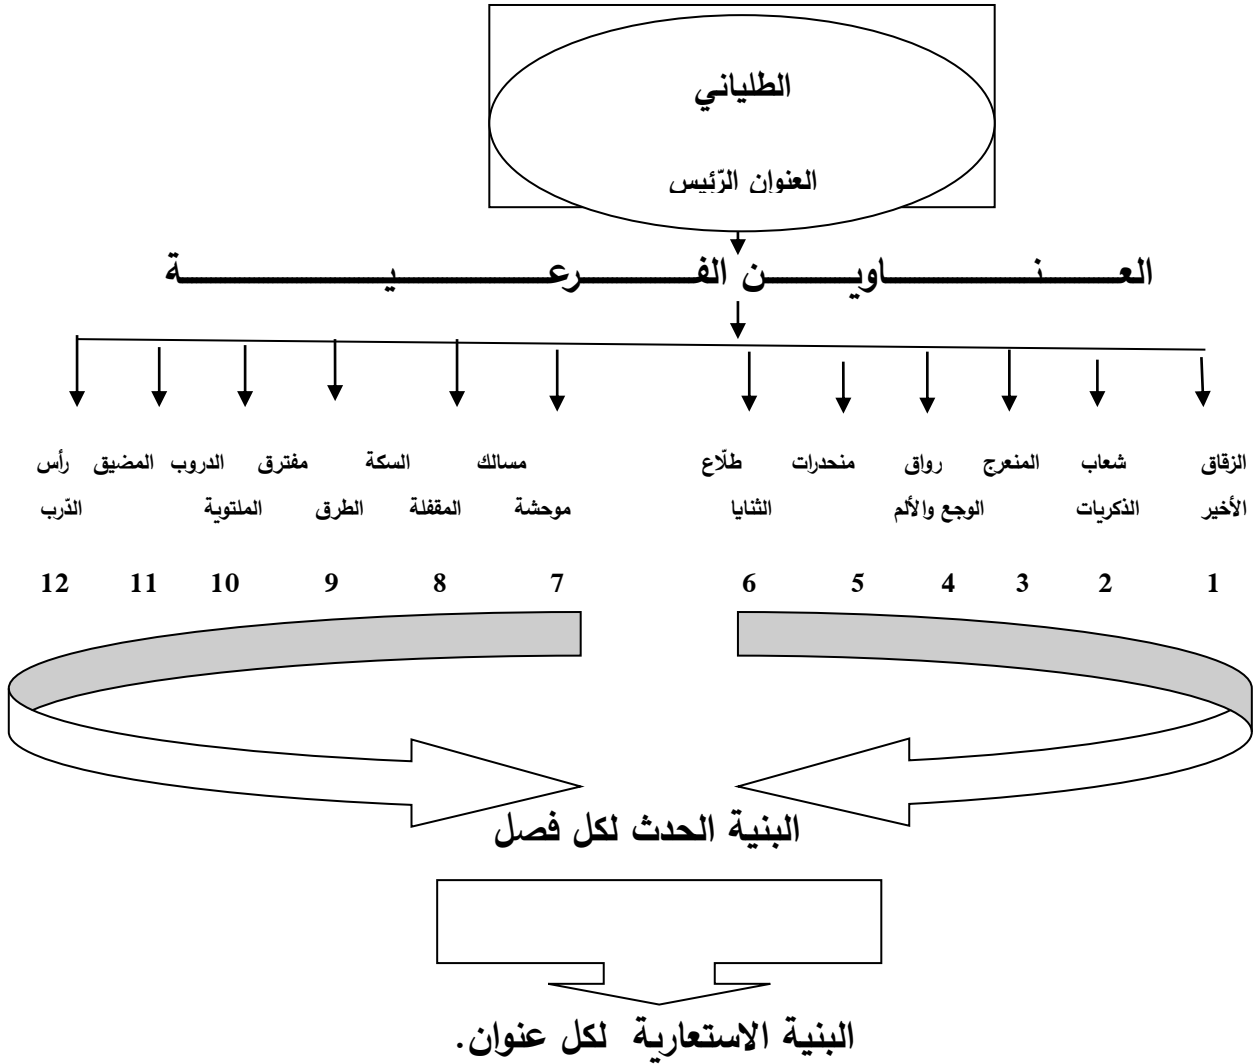 الطلياني
العنوان الرّئيس
العنــاويــن الفــرعــيــة
الزقاق شعاب المنعرج رواق منحدرات طلّاع مسالك السكة مفترق الدروب المضيق رأس
الأخير الذكريات الوجع والألم الثنايا موحشة المقفلة الطرق الملتوية الدّرب
1 2 3 4 5 6 7 8 9 10 11 12
البنية الحدث لكل فصل
البنية الاستعارية لكل عنوان.